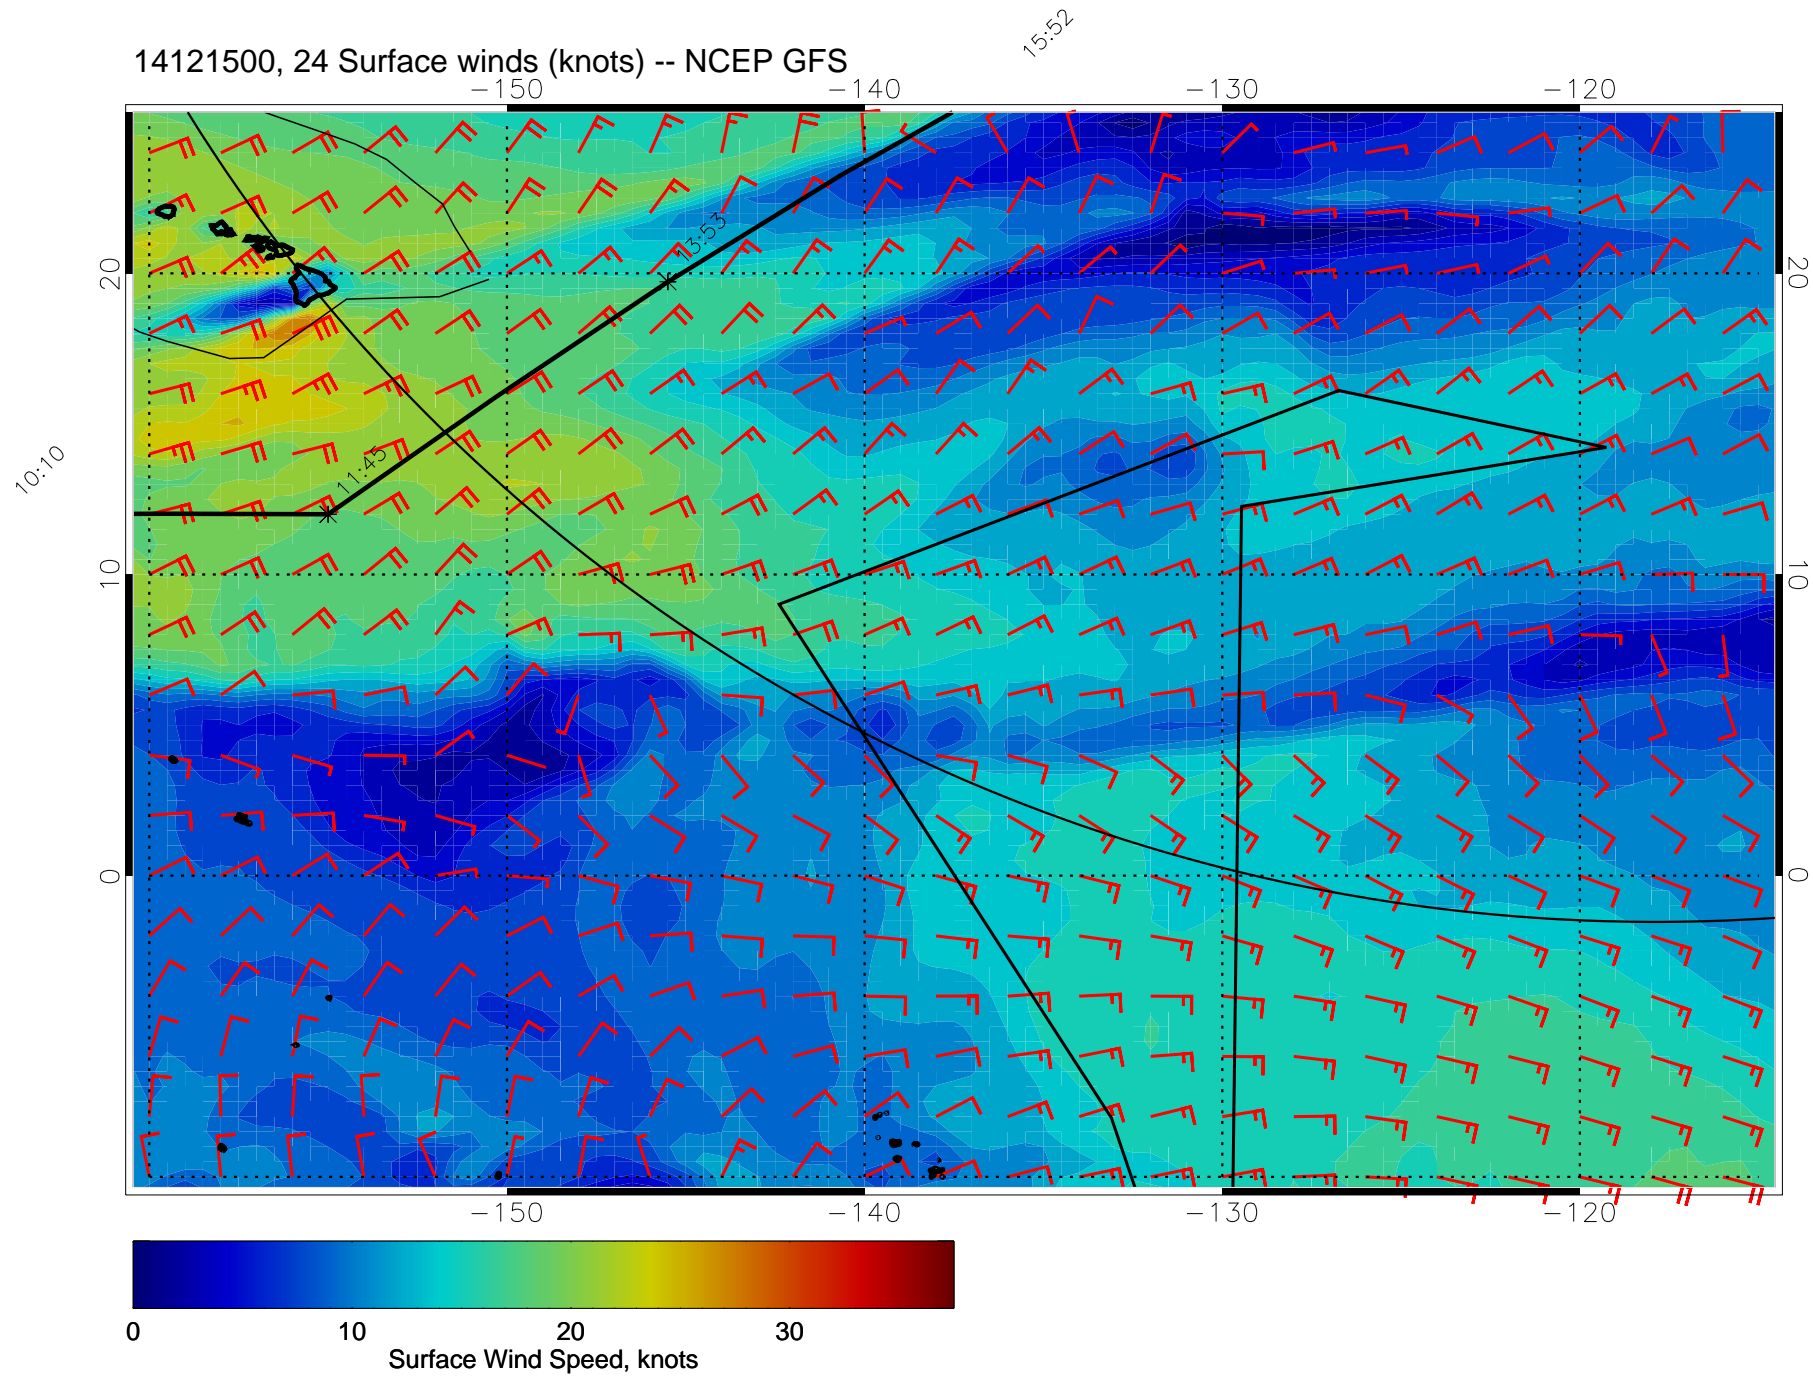 15:52
14121500, 24 Surface winds (knots) -- NCEP GFS
-150 -140 -130 -120
13:53
20 20
11:45
10:10
10 10
0 0
-150 -140 -130 -120
0 10 20 30
Surface Wind Speed, knots